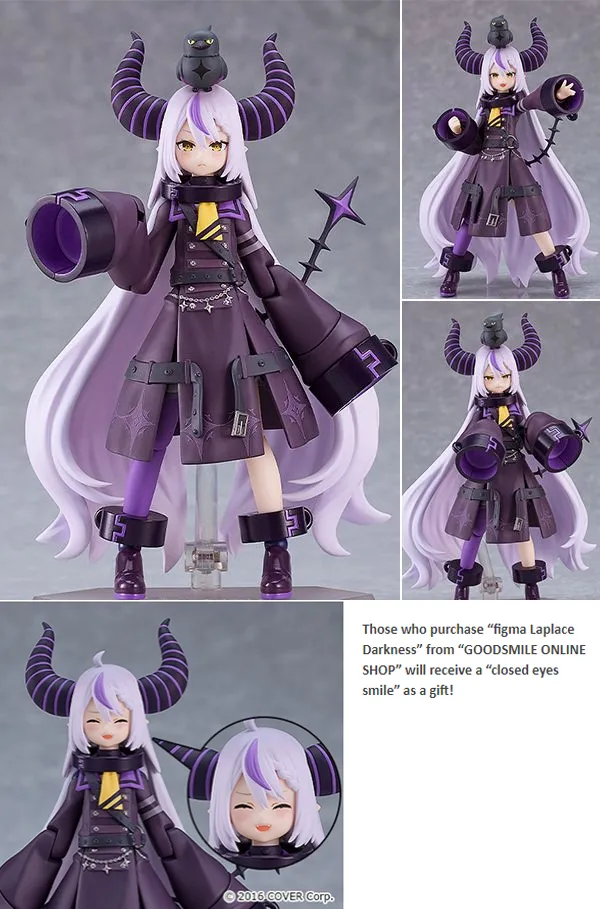 Those who purchase “figma Laplace
Darkness” from “GOODSMILE ONLINE
SHOP” will receive a “closed eyes
smile” as a gift!
© 2016 COVER Corp.